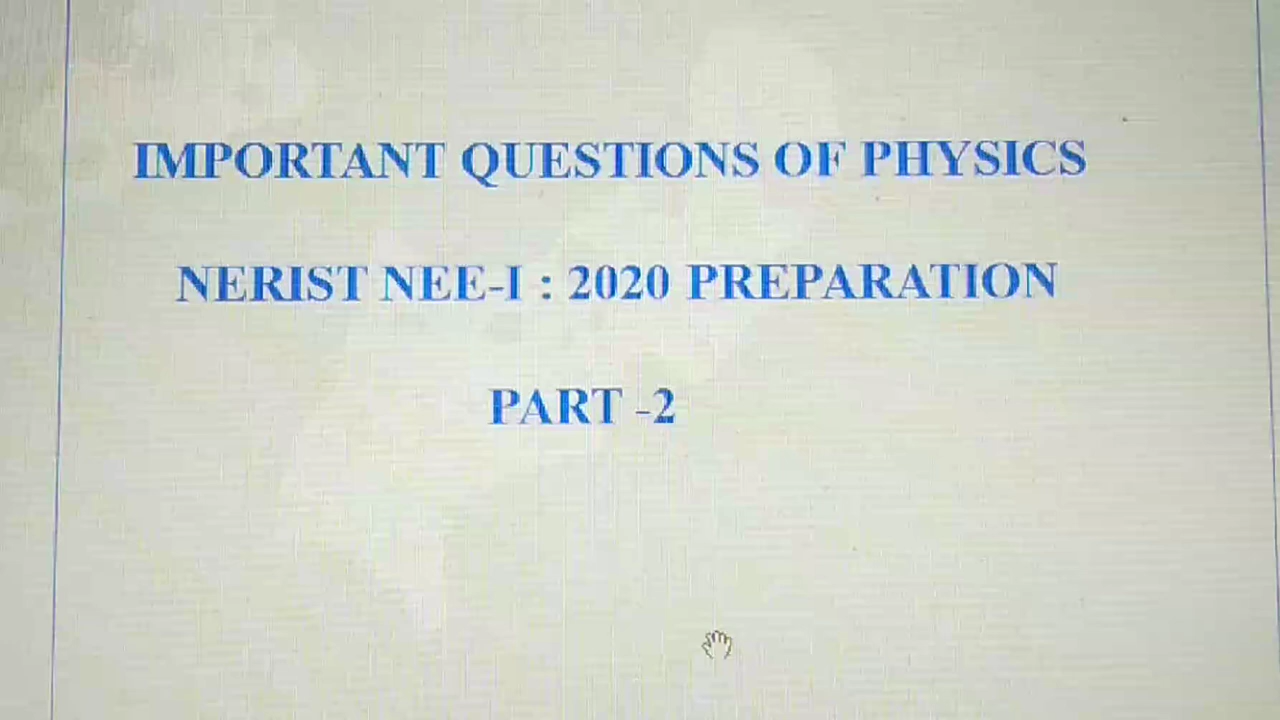 IMPORTANT QUESTIONS OF PHYSICS
NERIST NEE-I : 2020 PREPARATION
PART -2